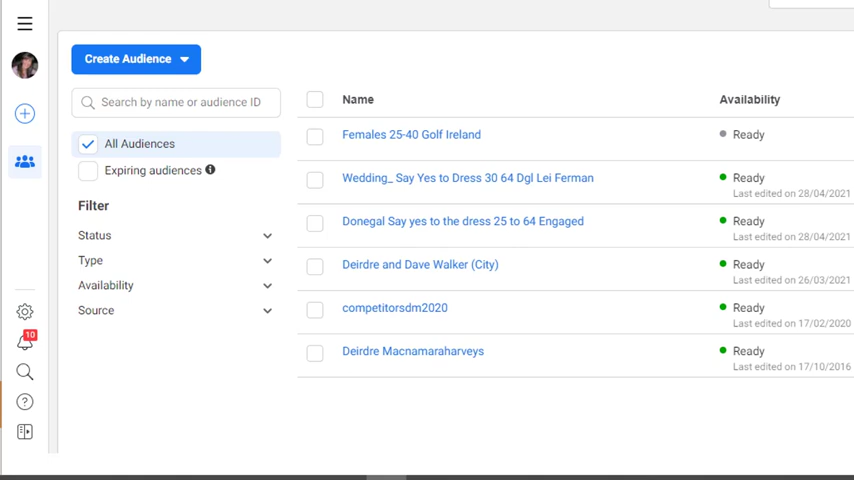 Create Audience
Search by name or audience ID
All Audiences
Expiring audiences
Filter
Status
Type
Availability
Source
10
Name Availability
Females 25-40 Golf Ireland Ready
Wedding_ Say Yes to Dress 30 64 Dgl Lei Ferman Ready
Last edited on 28/04/2021
Donegal Say yes to the dress 25 to 64 Engaged Ready
Last edited on 28/04/2021
Deirdre and Dave Walker (City) Ready
Last edited on 26/03/2021
competitorsdm2020 Ready
Last edited on 17/02/2020
Deirdre Macnamaraharveys Ready
Last edited on 17/10/2016